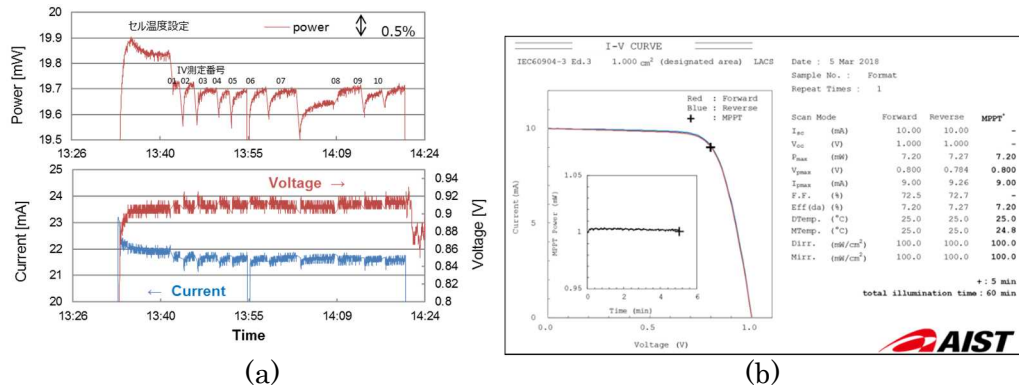 20
19.9
19.8
19.7
19.6
19.5
Power [mW]
セル温度設定
power
0.5%
IV測定番号
01 02 03 04 05 06 07 08 09 10
13:26 13:40 13:55 14:09 14:24
25
24
23
22
21
20
Current [mA]
0.94
0.92
0.9
0.88
0.86
0.84
0.82
0.8
Voltage [V]
Voltage →
← Current
13:26 13:40 13:55 14:09 14:24
Time
(a)
I-V CURVE
IEC60904-3 Ed.3 1.000 cm² (designated area) LACS
Date : 5 Mar 2018
Sample No. : Format
Repeat Times : 1
Red : Forward
Blue : Reverse
+ : MPPT
10
5
0
Current (mA)
1.05
1
0.95
MPPT Power (mW)
0 2 4 6
Time (min)
0.0 0.5 1.0
Voltage (V)
Scan Mode Forward Reverse MPPT*
Isc (mA) 10.00 10.00 -
Voc (V) 1.000 1.000 -
Pmax (mW) 7.20 7.27 7.20
Vpmax (V) 0.800 0.784 0.800
Ipmax (mA) 9.00 9.26 9.00
F.F. (%) 72.5 72.7 -
Eff(da) (%) 7.20 7.27 7.20
DTemp. (°C) 25.0 25.0 25.0
MTemp. (°C) 25.0 25.0 24.8
Dirr. (mW/cm²) 100.0 100.0 100.0
Mirr. (mW/cm²) 100.0 100.0 100.0
+ : 5 min
total illumination time : 60 min
AIST
(b)